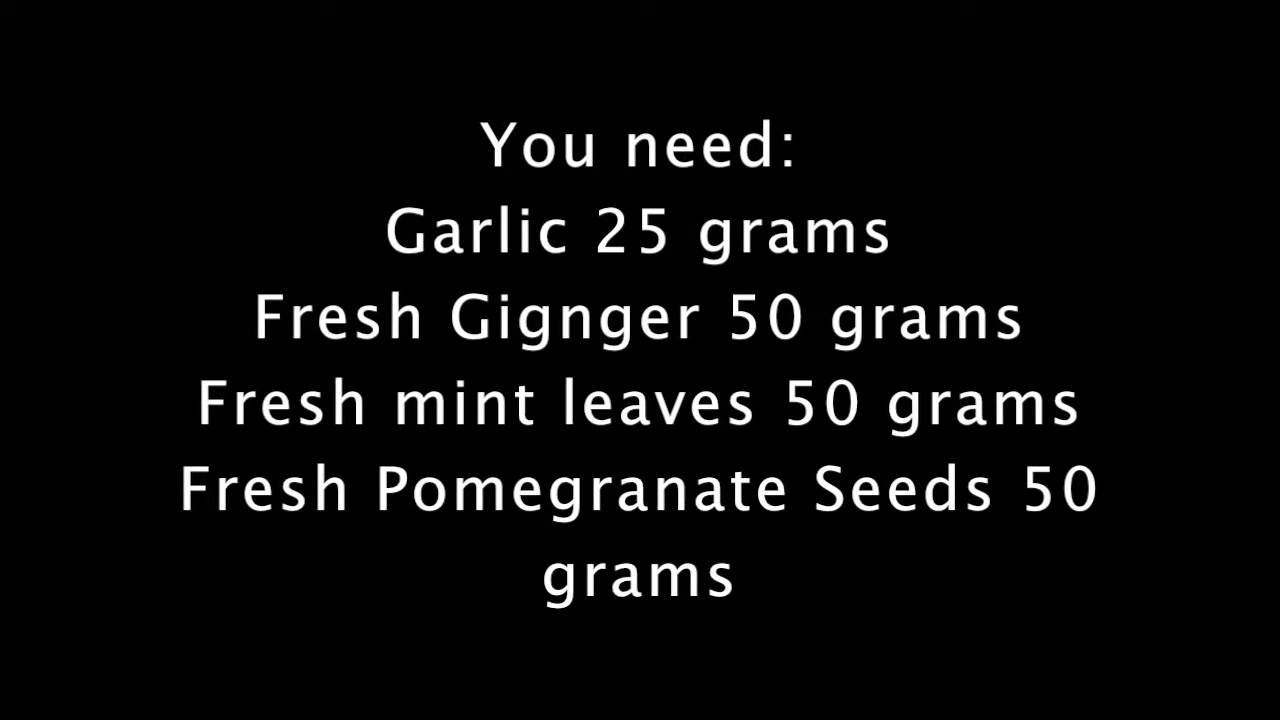 You need:
Garlic 25 grams
Fresh Gignger 50 grams
Fresh mint leaves 50 grams
Fresh Pomegranate Seeds 50
grams